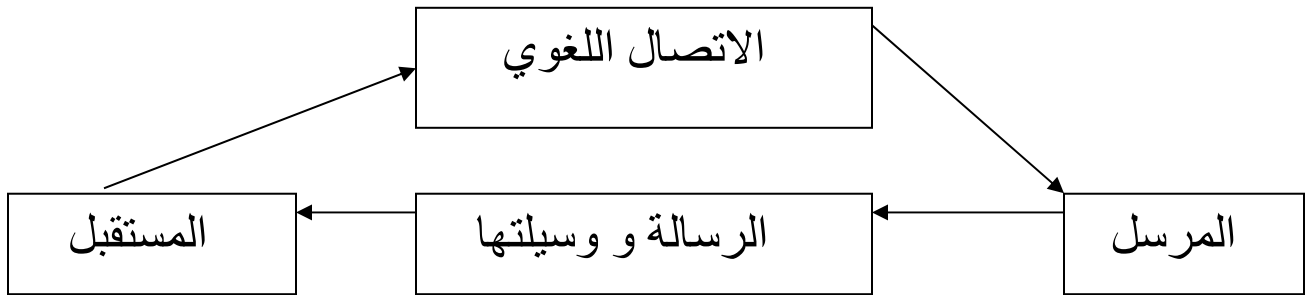 الاتصال اللغوي
المرسل
الرسالة و وسيلتها
المستقبل